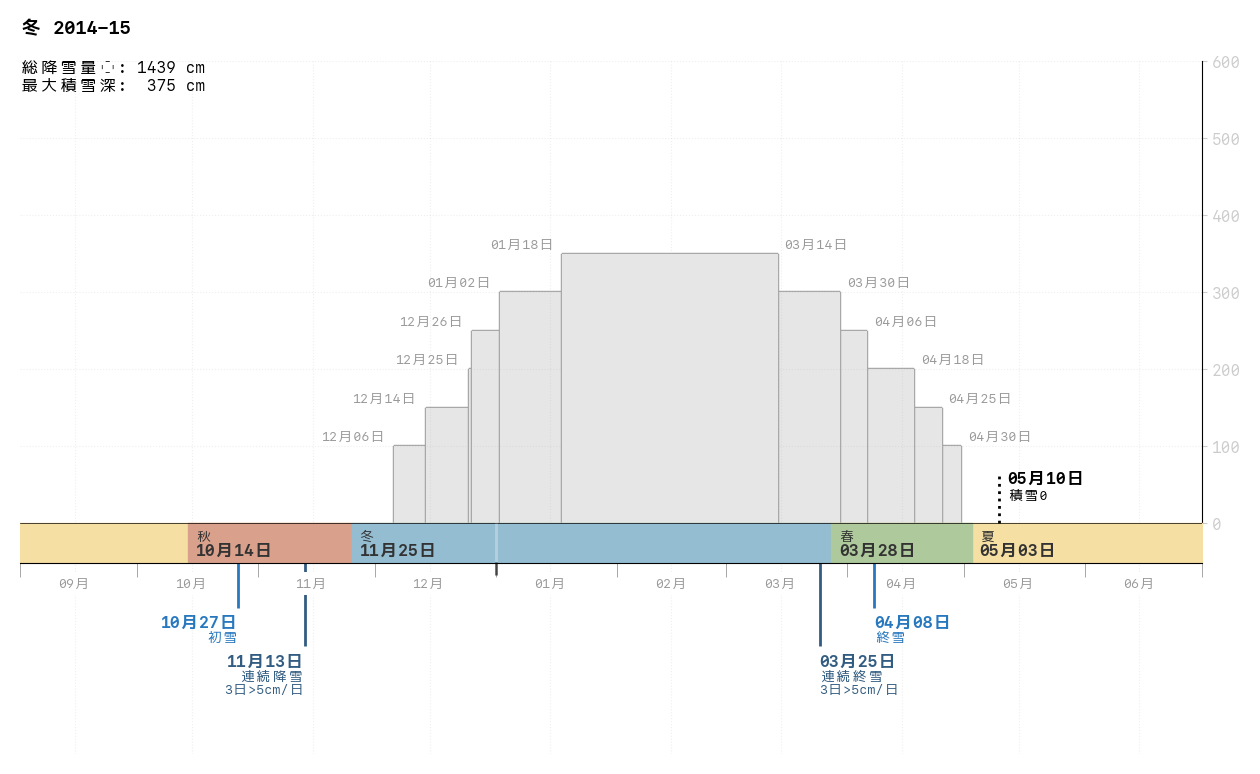 冬 2014-15
総降雪量: 1439 cm
最大積雪深: 375 cm
600
500
400
300
200
100
0
01月18日
03月14日
01月02日
03月30日
12月26日
04月06日
12月25日
04月18日
12月14日
04月25日
12月06日
04月30日
05月10日
積雪0
秋
10月14日
冬
11月25日
春
03月28日
夏
05月03日
09月
10月
11月
12月
01月
02月
03月
04月
05月
06月
10月27日
初雪
04月08日
終雪
11月13日
連続降雪
3日>5cm/日
03月25日
連続終雪
3日>5cm/日